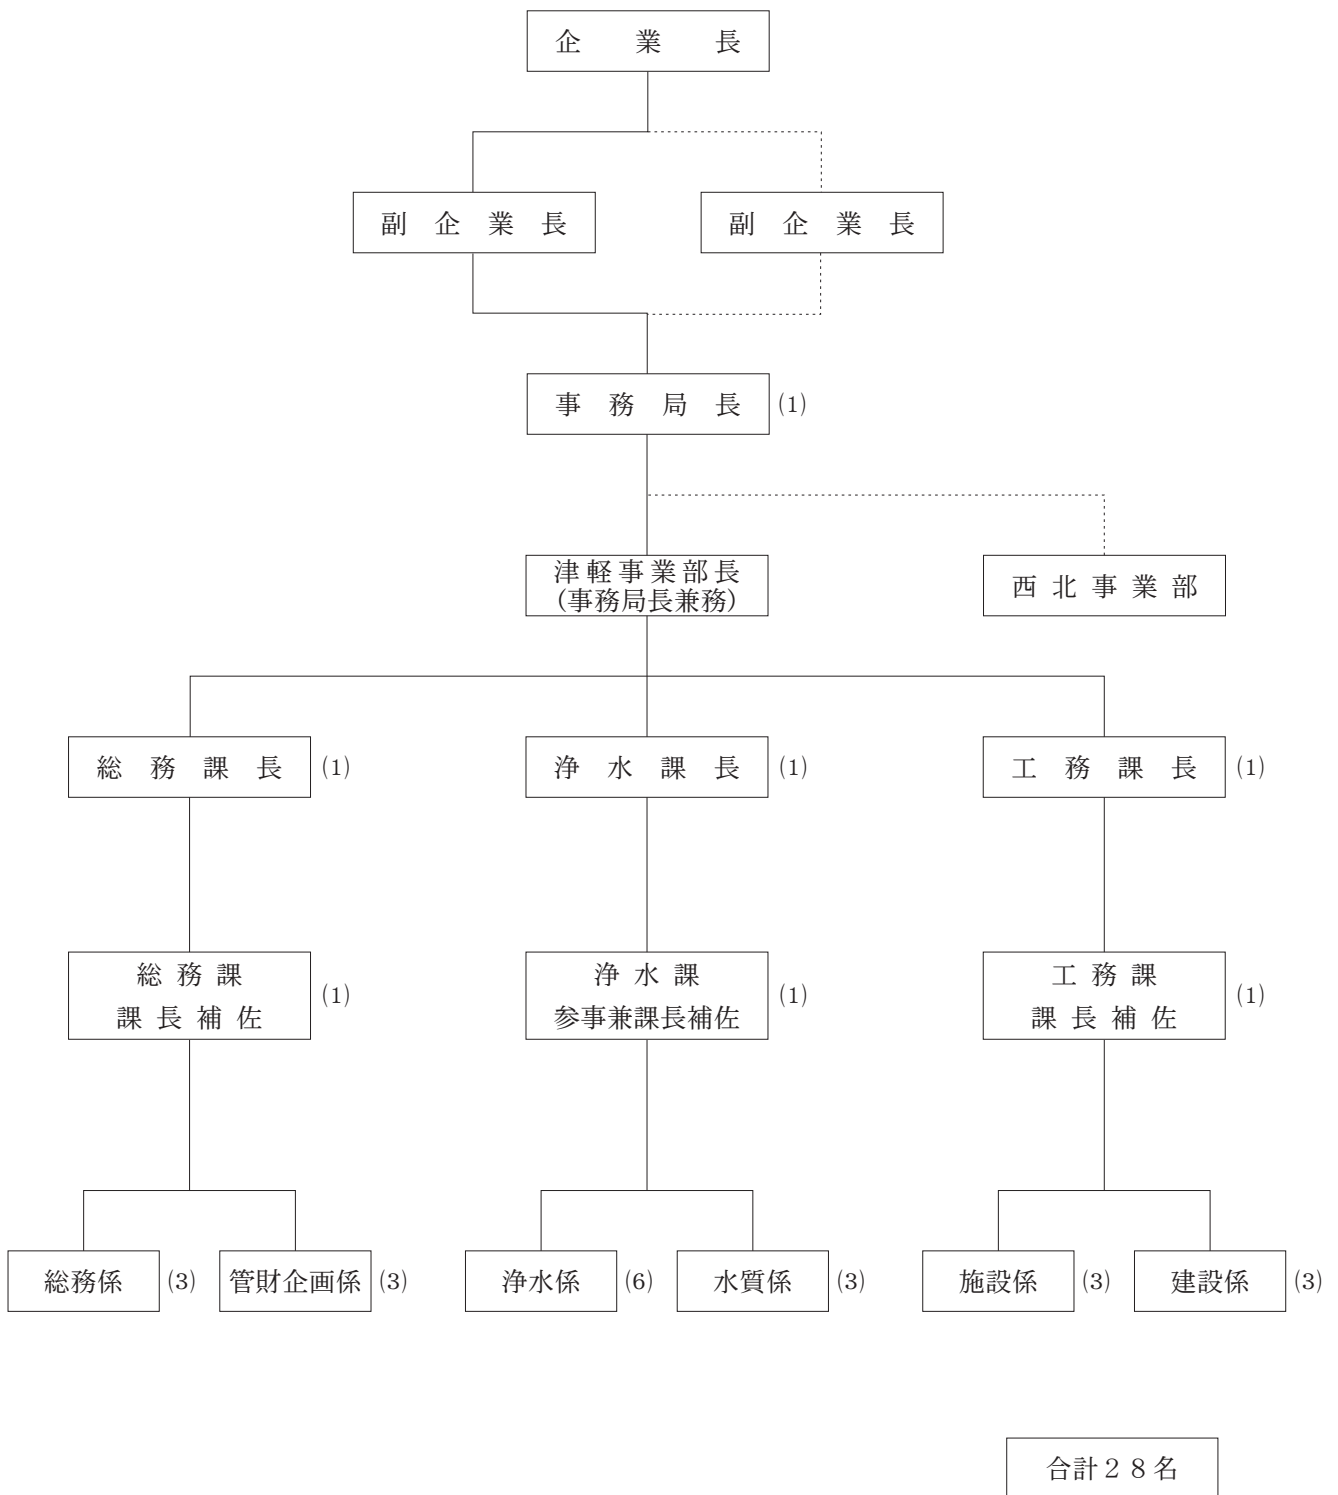 企業長
副企業長
副企業長
事務局長 (1)
津軽事業部長
(事務局長兼務)
西北事業部
総務課長 (1)
浄水課長 (1)
工務課長 (1)
総務課
課長補佐 (1)
浄水課
参事兼課長補佐 (1)
工務課
課長補佐 (1)
総務係 (3)
管財企画係 (3)
浄水係 (6)
水質係 (3)
施設係 (3)
建設係 (3)
合計28名